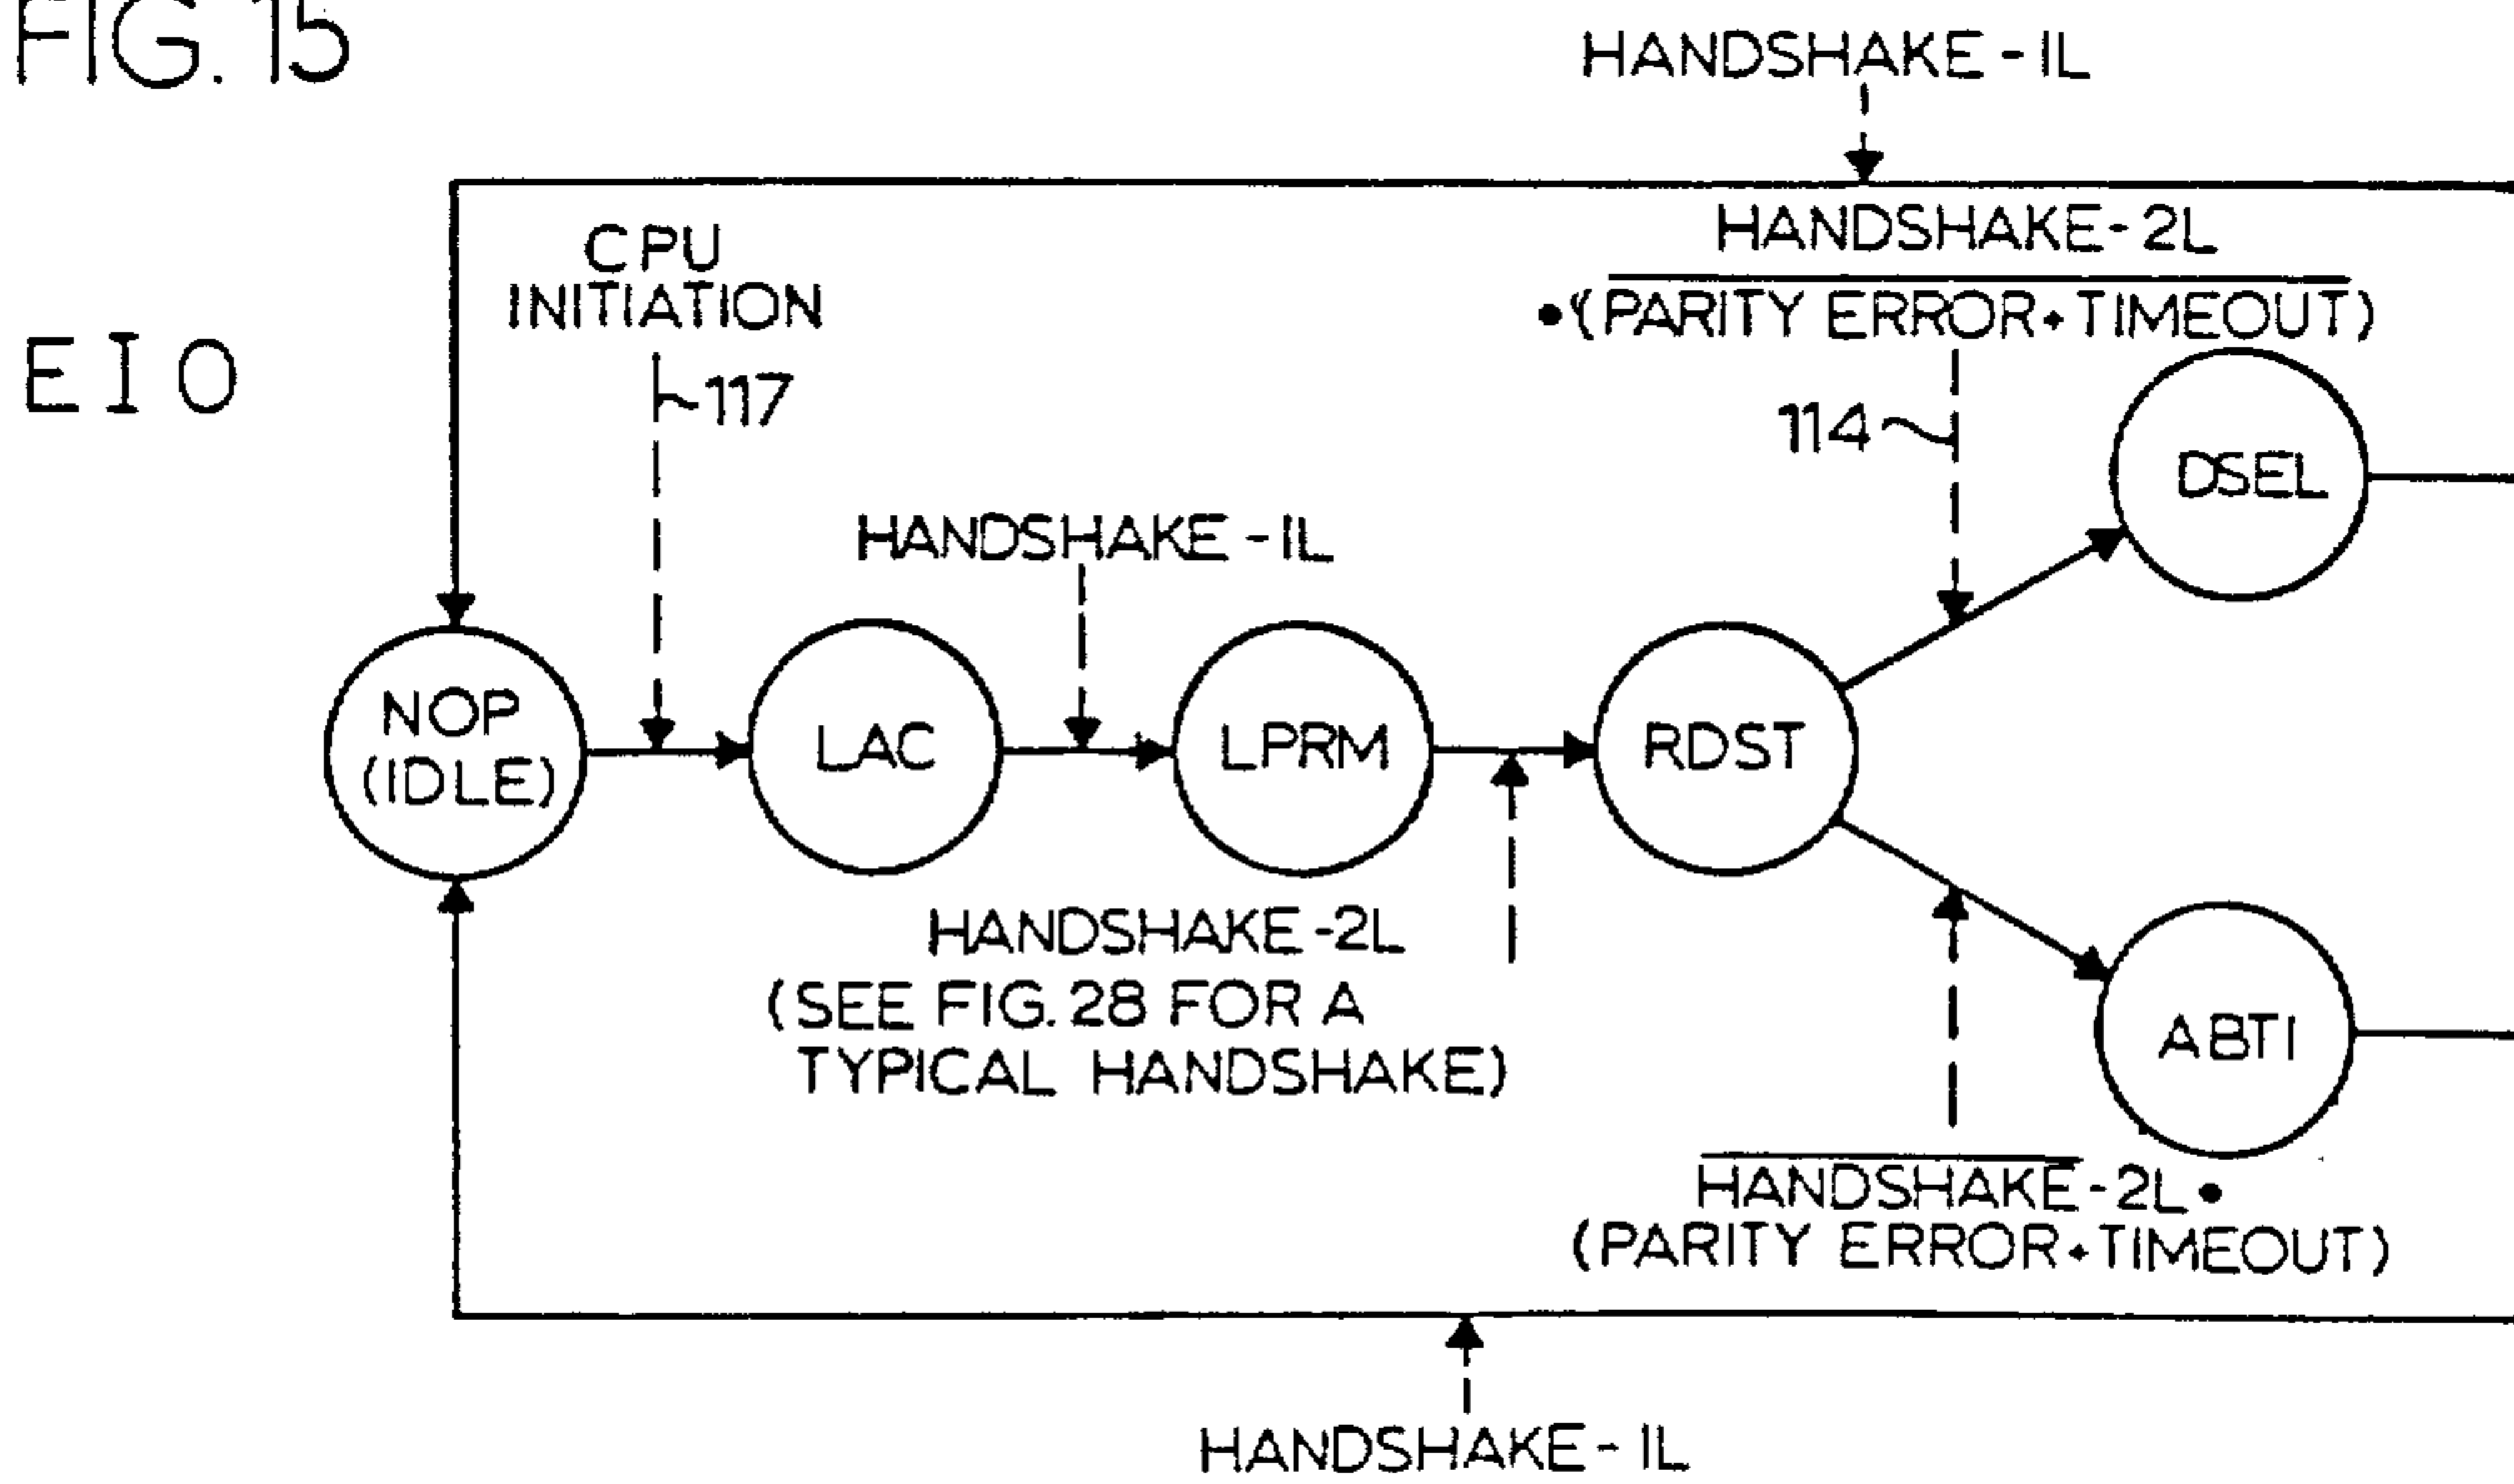 FIG. 15
HANDSHAKE-1L
HANDSHAKE-2L
•(PARITY ERROR+TIMEOUT)
CPU
INITIATION
EIO
117
114
DSEL
HANDSHAKE-1L
NOP
(IDLE)
LAC
LPRM
RDST
HANDSHAKE-2L
(SEE FIG. 28 FOR A
TYPICAL HANDSHAKE)
ABTI
HANDSHAKE-2L•
(PARITY ERROR+TIMEOUT)
HANDSHAKE-1L